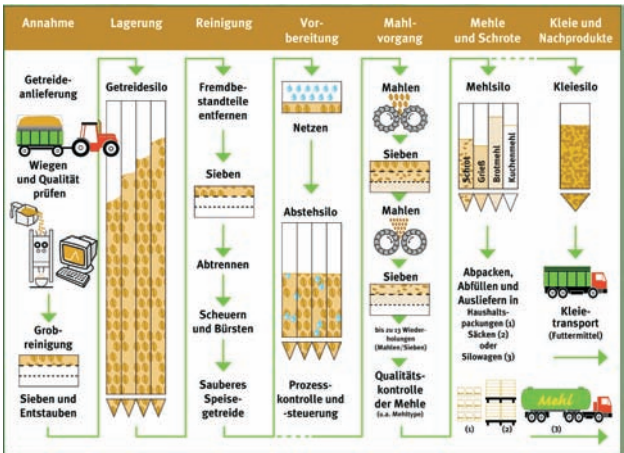 Annahme
Lagerung
Reinigung
Vor-
bereitung
Mahl-
vorgang
Mehle
und Schrote
Kleie und
Nachprodukte
Getreide-
anlieferung
Wiegen
und Qualität
prüfen
Grob-
reinigung
Sieben und
Entstauben
Getreidesilo
Fremdbe-
standteile
entfernen
Sieben
Abtrennen
Scheuern
und Bürsten
Sauberes
Speise-
getreide
Netzen
Abstehsilo
Prozess-
kontrolle und
-steuerung
Mahlen
Sieben
Mahlen
Sieben
bis zu 13 Wieder-
holungen
(Mahlen/Sieben)
Qualitäts-
kontrolle
der Mehle
(u.a. Mehltype)
Mehlsilo
Schrot
Grieß
Brotmehl
Kuchenmehl
Abpacken,
Abfüllen und
Ausliefern in
Haushalts-
packungen (1)
Säcken (2)
oder
Silowagen (3)
(1)
(2)
Mehl
(3)
Kleiesilo
Kleie-
transport
(Futtermittel)